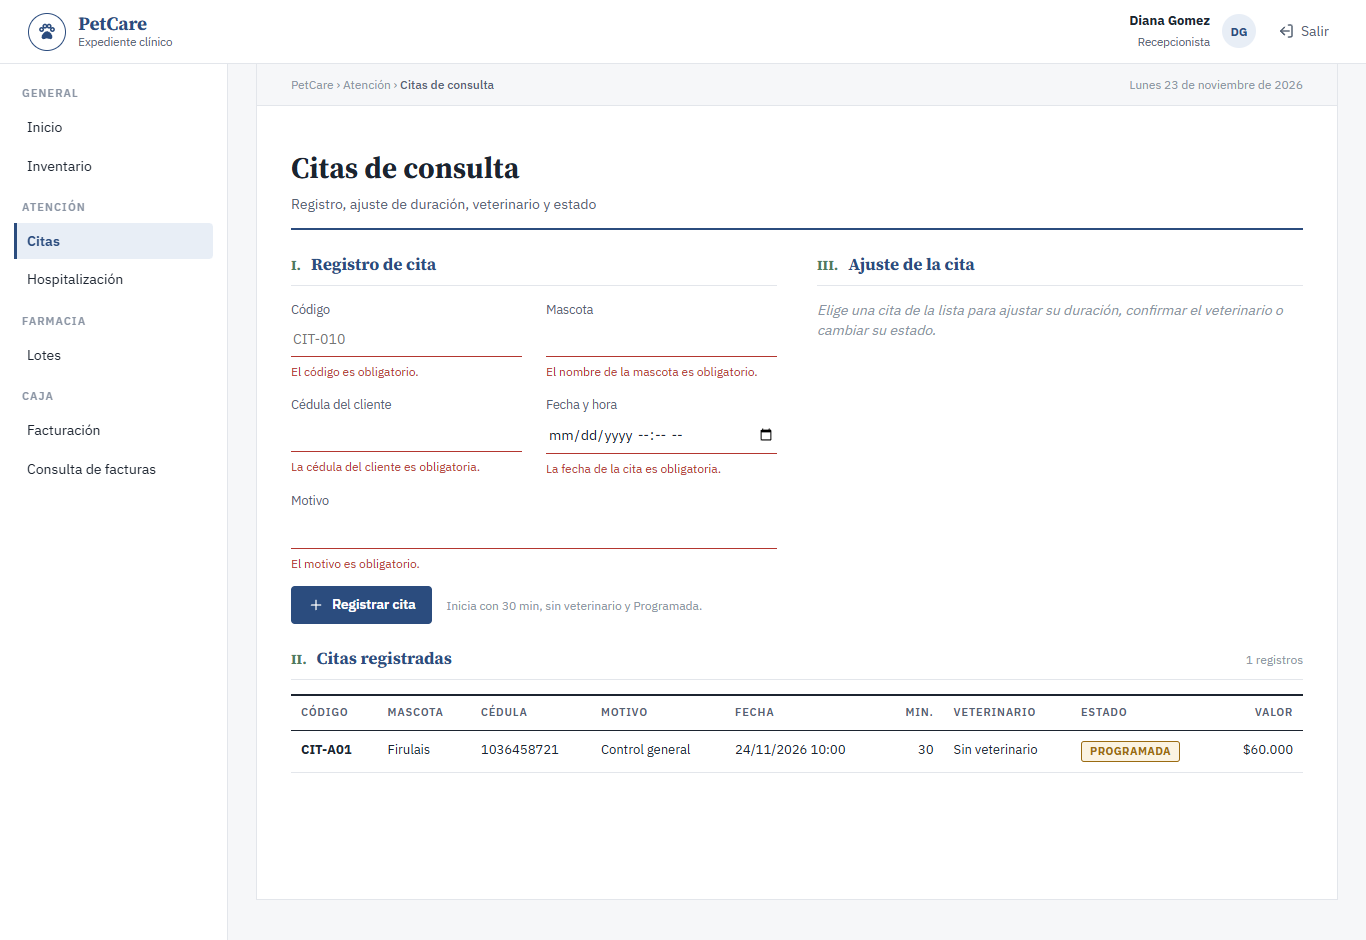 PetCare
Expediente clínico
Diana Gomez
Recepcionista
DG
Salir
GENERAL
Inicio
Inventario
ATENCIÓN
Citas
Hospitalización
FARMACIA
Lotes
CAJA
Facturación
Consulta de facturas
PetCare › Atención › Citas de consulta
Lunes 23 de noviembre de 2026
Citas de consulta
Registro, ajuste de duración, veterinario y estado
I. Registro de cita
Código
Mascota
CIT-010
El código es obligatorio.
El nombre de la mascota es obligatorio.
Cédula del cliente
Fecha y hora
mm/dd/yyyy --:-- --
La cédula del cliente es obligatoria.
La fecha de la cita es obligatoria.
Motivo
El motivo es obligatorio.
+ Registrar cita
Inicia con 30 min, sin veterinario y Programada.
III. Ajuste de la cita
Elige una cita de la lista para ajustar su duración, confirmar el veterinario o
cambiar su estado.
II. Citas registradas
1 registros
CÓDIGO MASCOTA CÉDULA MOTIVO FECHA MIN. VETERINARIO ESTADO VALOR
CIT-A01 Firulais 1036458721 Control general 24/11/2026 10:00 30 Sin veterinario PROGRAMADA $60.000